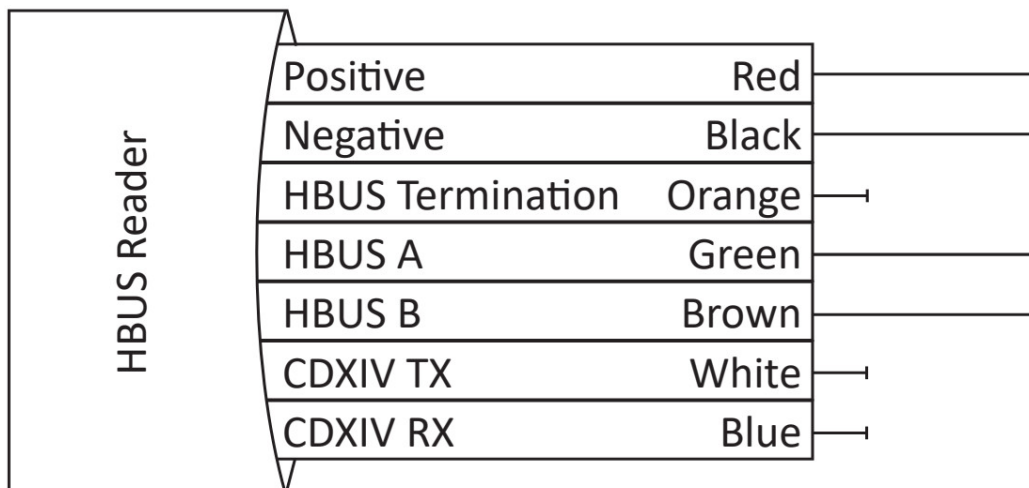 HBUS Reader
Positive Red
Negative Black
HBUS Termination Orange
HBUS A Green
HBUS B Brown
CDXIV TX White
CDXIV RX Blue